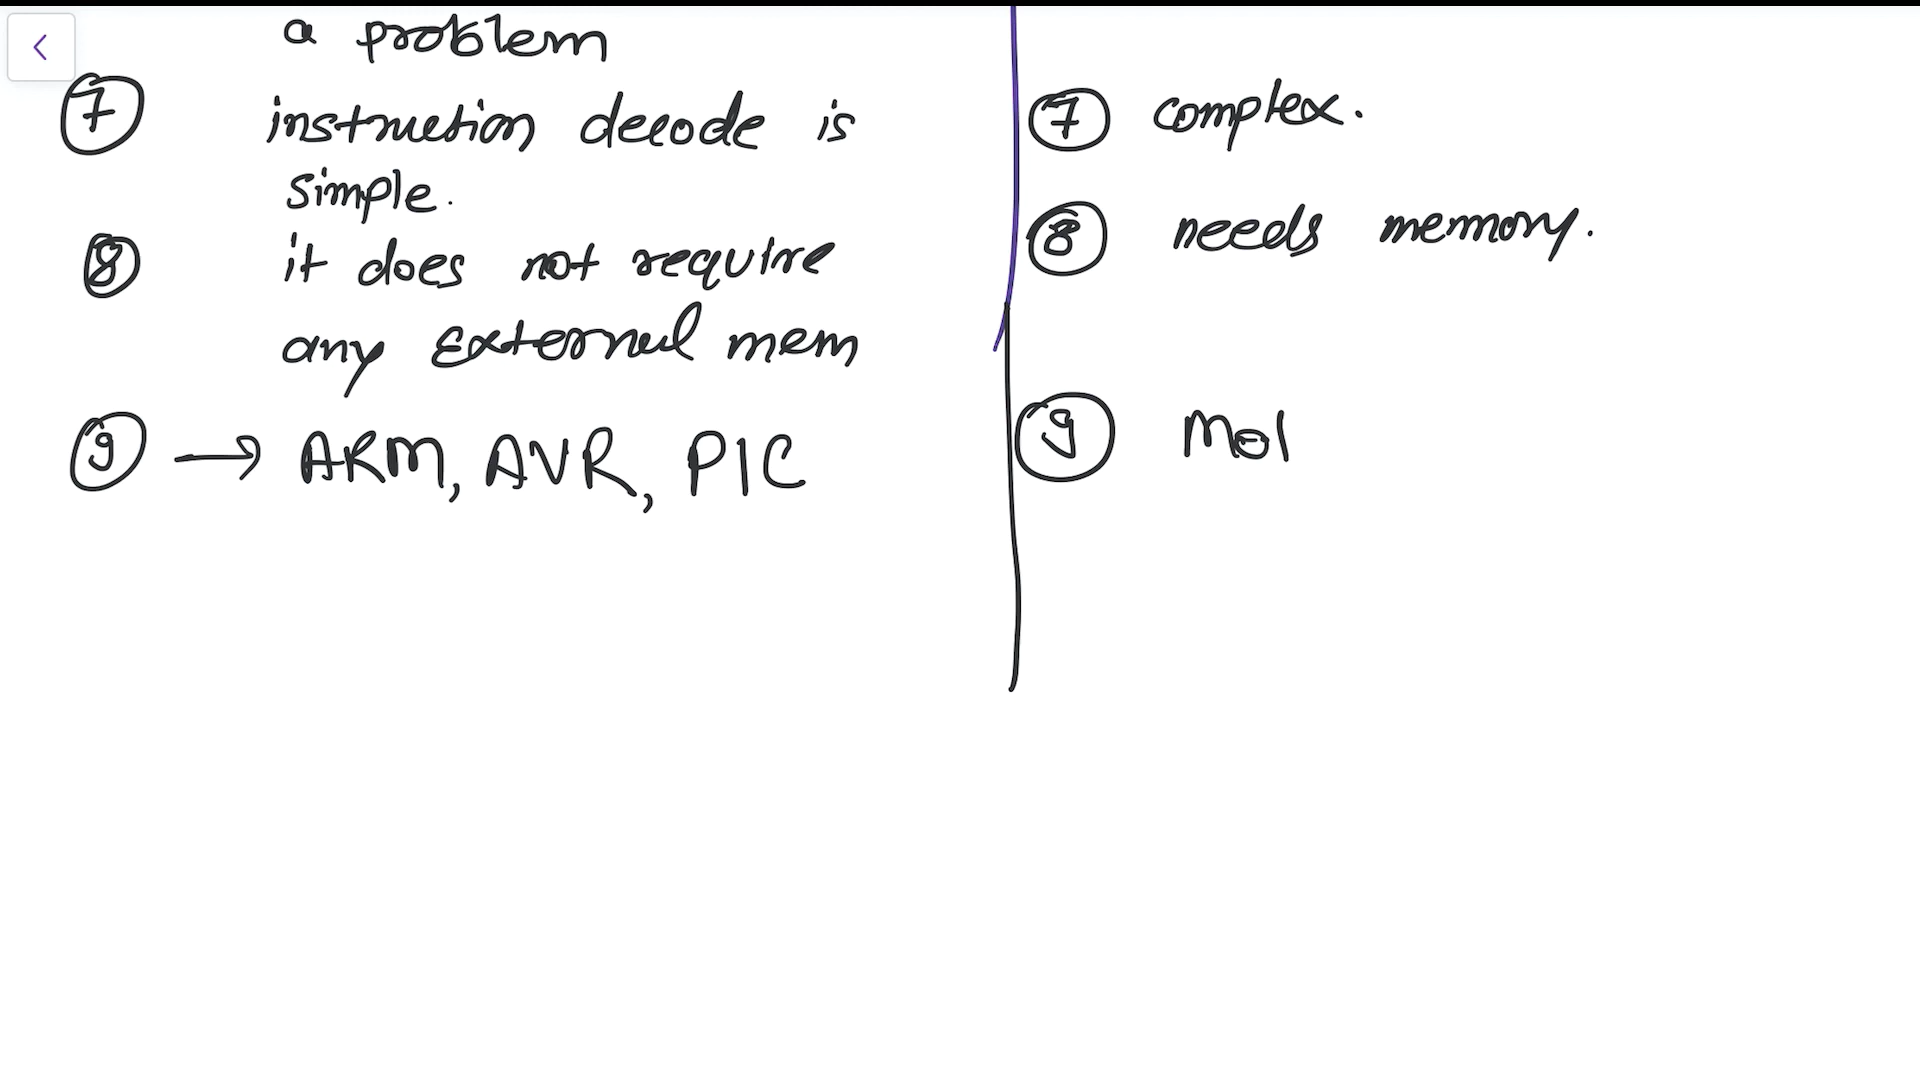 a problem
7 instruction decode is
simple.
8 it does not require
any external mem
9 → ARM, AVR, PIC
7 complex.
8 needs memory.
9 Mol